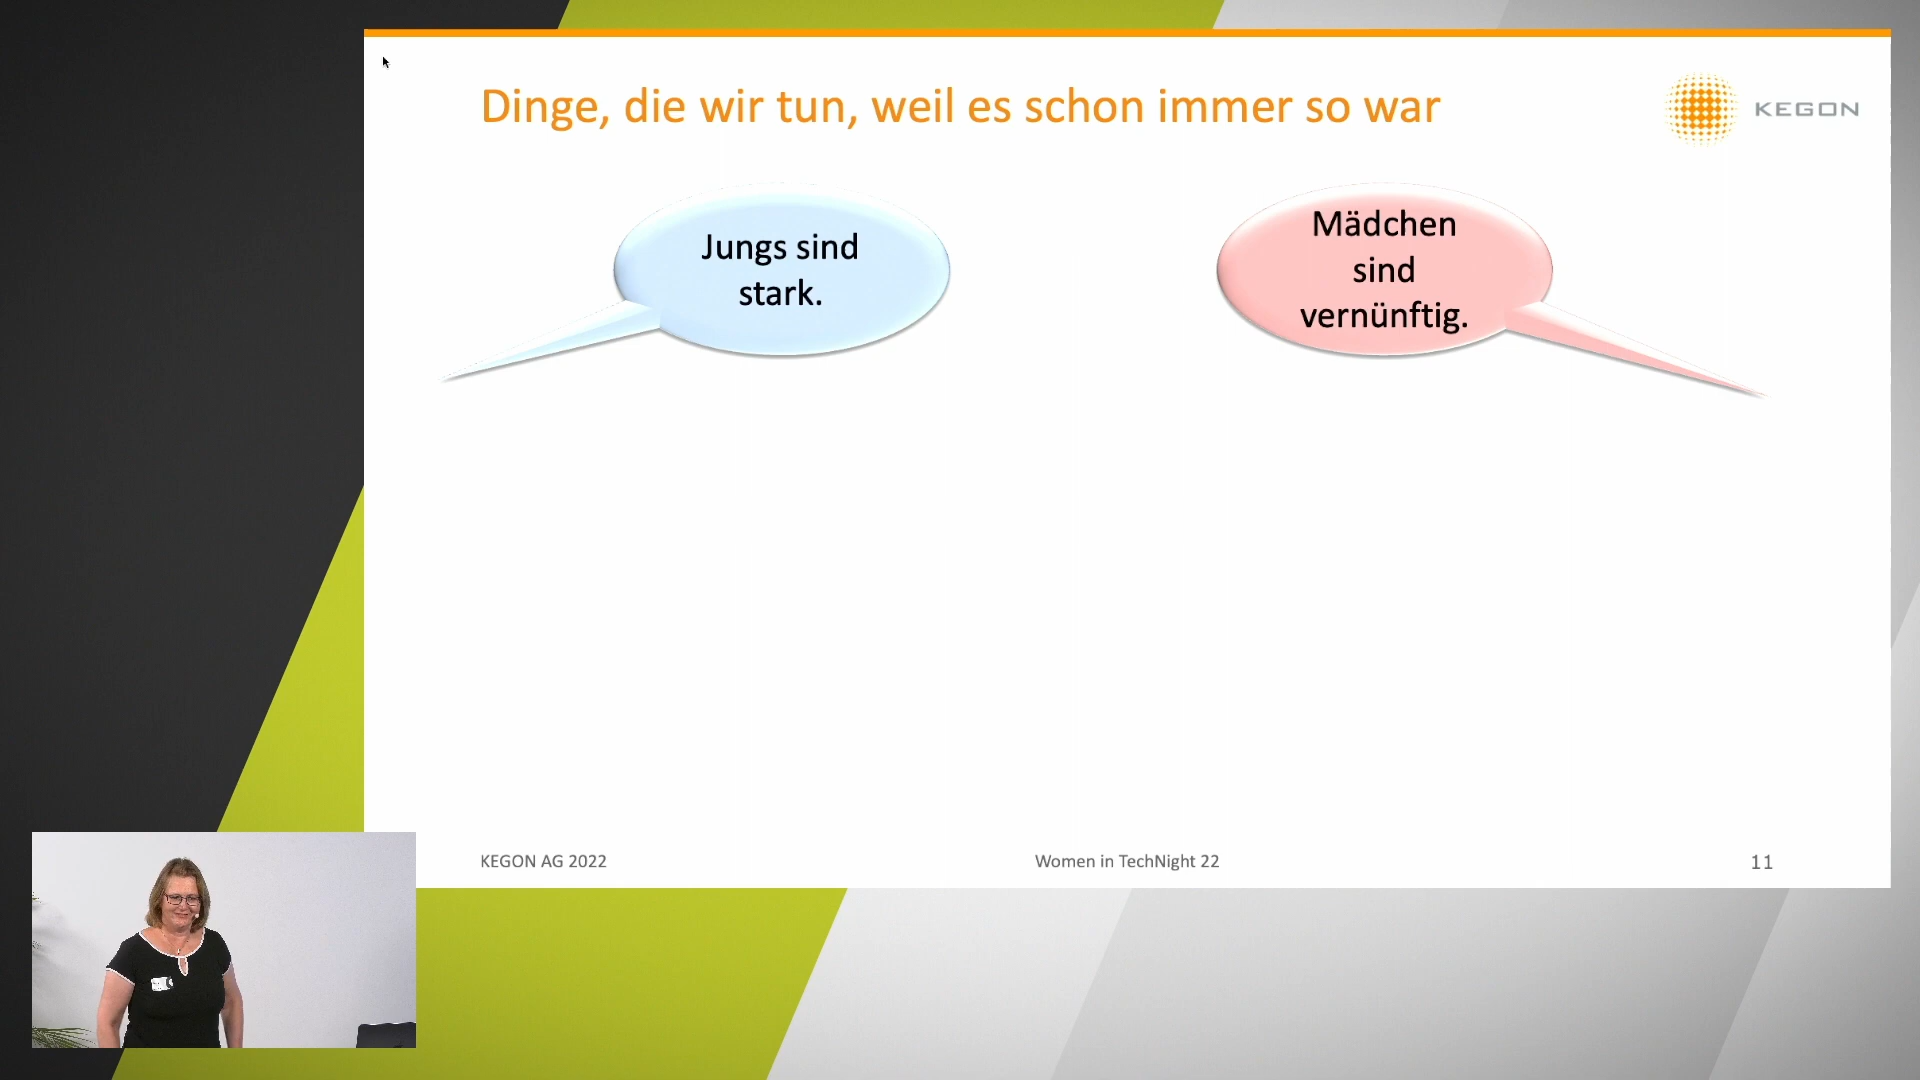 Dinge, die wir tun, weil es schon immer so war
KEGON
Jungs sind
stark.
Mädchen
sind
vernünftig.
KEGON AG 2022
Women in TechNight 22
11